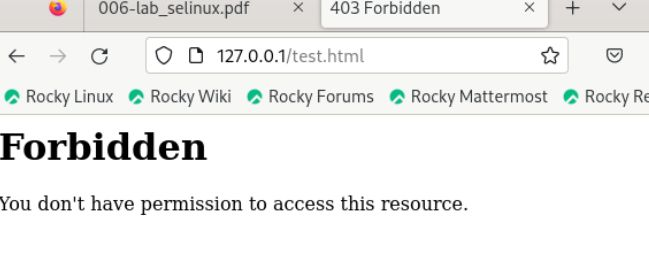 006-lab_selinux.pdf
403 Forbidden
127.0.0.1/test.html
Rocky Linux Rocky Wiki Rocky Forums Rocky Mattermost Rocky Re
Forbidden
You don't have permission to access this resource.